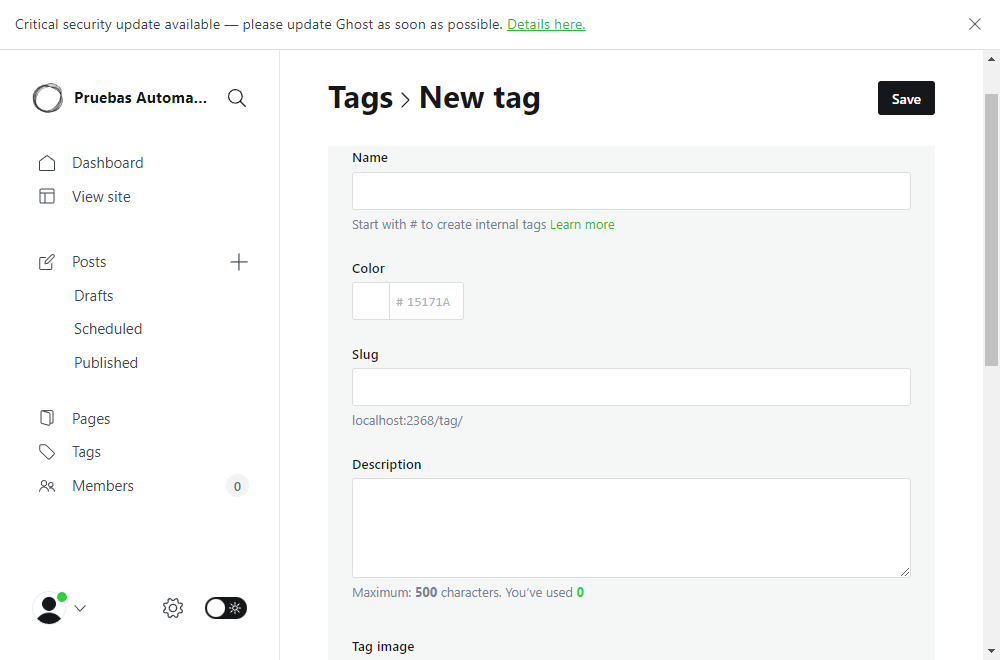 Critical security update available — please update Ghost as soon as possible. Details here.
Pruebas Automa...
Dashboard
View site
Posts
Drafts
Scheduled
Published
Pages
Tags
Members
0
Tags
New tag
Save
Name
Start with # to create internal tags Learn more
Color
# 15171A
Slug
localhost:2368/tag/
Description
Maximum: 500 characters. You’ve used 0
Tag image